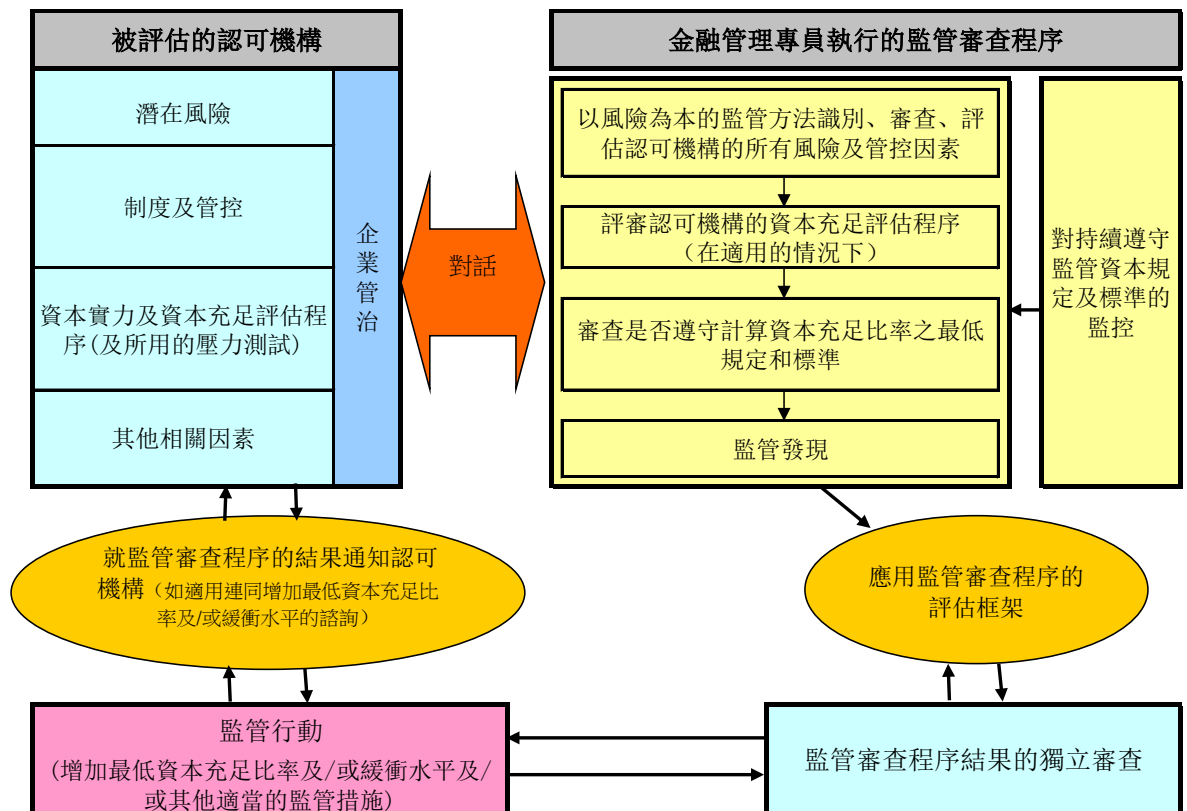 被評估的認可機構
潛在風險
制度及管控
資本實力及資本充足評估程
序(及所用的壓力測試)
其他相關因素
企
業
管
治
對話
金融管理專員執行的監管審查程序
以風險為本的監管方法識別、審查、評
估認可機構的所有風險及管控因素
評審認可機構的資本充足評估程序
（在適用的情況下）
審查是否遵守計算資本充足比率之最低
規定和標準
監管發現
對持續遵守
監管資本規
定及標準的
監控
就監管審查程序的結果通知認可
機構（如適用連同增加最低資本充足比
率及/或緩衝水平的諮詢）
應用監管審查程序的
評估框架
監管行動
(增加最低資本充足比率及/或緩衝水平及/
或其他適當的監管措施)
監管審查程序結果的獨立審查